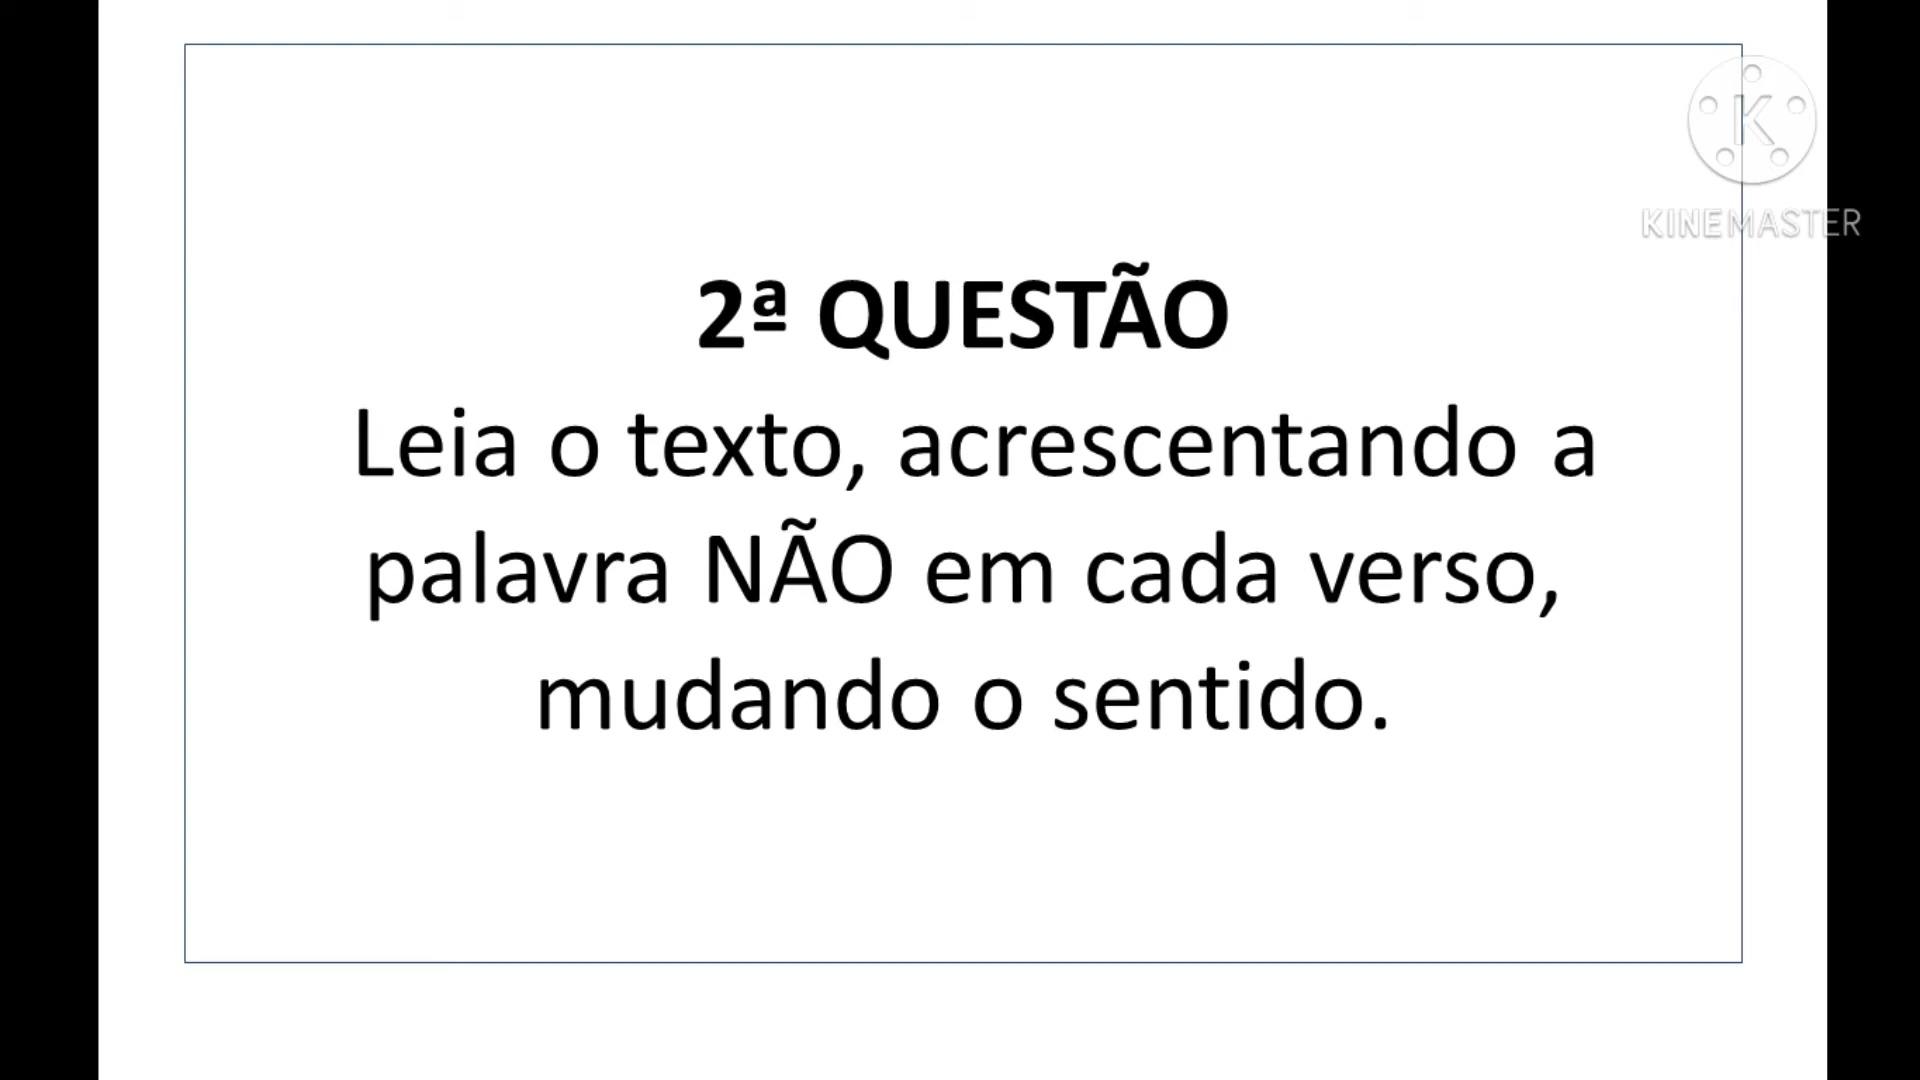 K
KINEMASTER
2ª QUESTÃO
Leia o texto, acrescentando a
palavra NÃO em cada verso,
mudando o sentido.